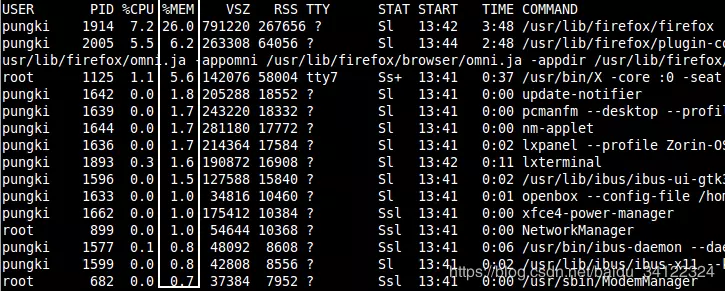 USER PID %CPU %MEM VSZ RSS TTY STAT START TIME COMMAND
pungki 1914 7.2 26.0 791220 267656 ? Sl 13:42 3:48 /usr/lib/firefox/firefox
pungki 2005 5.5 6.2 263308 64056 ? Sl 13:44 2:48 /usr/lib/firefox/plugin-co
usr/lib/firefox/omni.ja -appomni /usr/lib/firefox/browser/omni.ja -appdir /usr/lib/firefox/
root 1125 1.1 5.6 142076 58004 tty7 Ss+ 13:41 0:37 /usr/bin/X -core :0 -seat
pungki 1642 0.0 1.8 205288 18552 ? Sl 13:41 0:00 update-notifier
pungki 1639 0.0 1.7 243220 18332 ? Sl 13:41 0:00 pcmanfm --desktop --profil
pungki 1644 0.0 1.7 281180 17772 ? Sl 13:41 0:00 nm-applet
pungki 1636 0.0 1.7 214364 17584 ? Sl 13:41 0:02 lxpanel --profile Zorin-OS
pungki 1893 0.3 1.6 190872 16908 ? Sl 13:42 0:11 lxterminal
pungki 1596 0.0 1.5 127588 15840 ? Sl 13:41 0:02 /usr/lib/ibus/ibus-ui-gtk3
pungki 1633 0.0 1.0 34816 10460 ? Sl 13:41 0:01 openbox --config-file /hom
pungki 1662 0.0 1.0 175412 10384 ? Ssl 13:41 0:00 xfce4-power-manager
root 899 0.0 1.0 54644 10368 ? Ssl 13:41 0:00 NetworkManager
pungki 1577 0.1 0.8 48092 8608 ? Ssl 13:41 0:06 /usr/bin/ibus-daemon --dae
pungki 1599 0.0 0.8 42808 8556 ? Sl 13:41 0:02 /usr/lib/ibus/ibus-x11
root 682 0.0 0.7 37384 7952 ? Ssl 13:41 0:00 /usr/sbin/ModemManager
https://blog.csdn.net/baidu_34122324